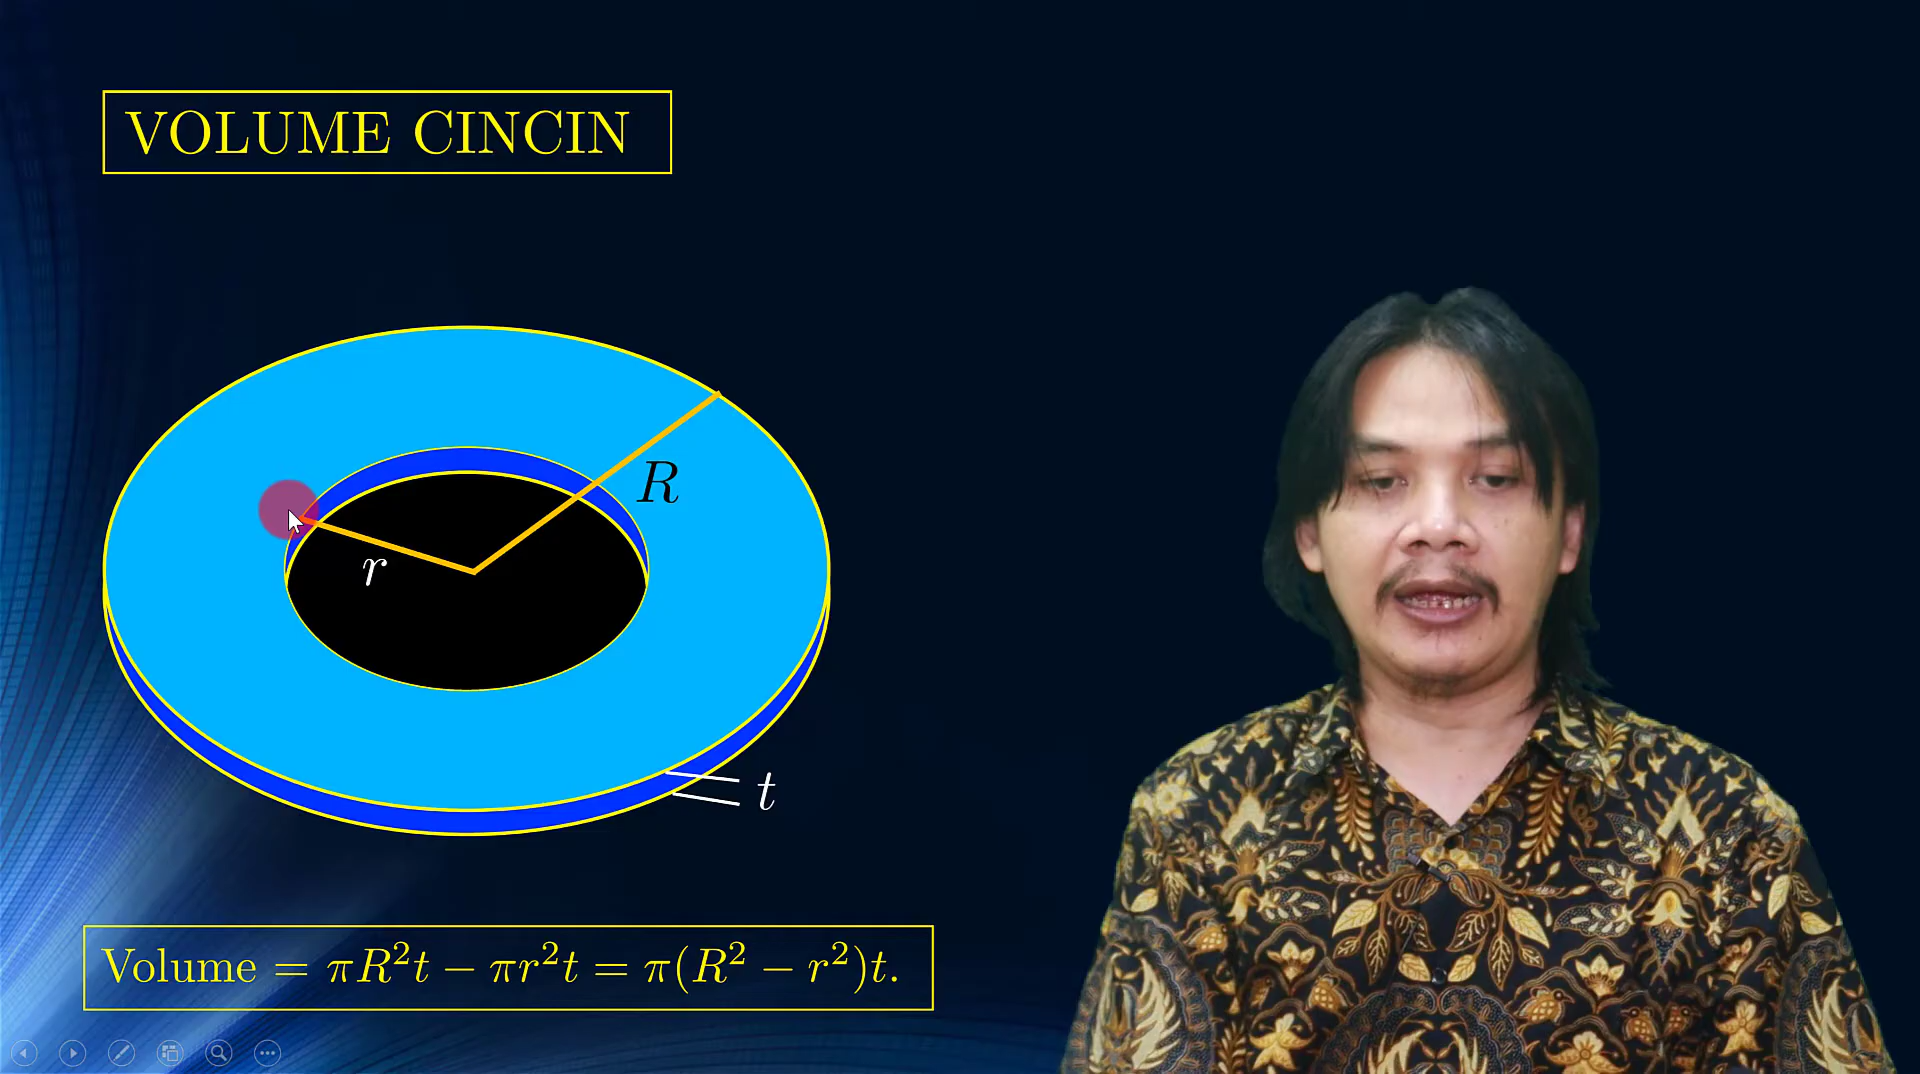 VOLUME CINCIN
R
r
t
Volume = πR²t − πr²t = π(R² − r²)t.